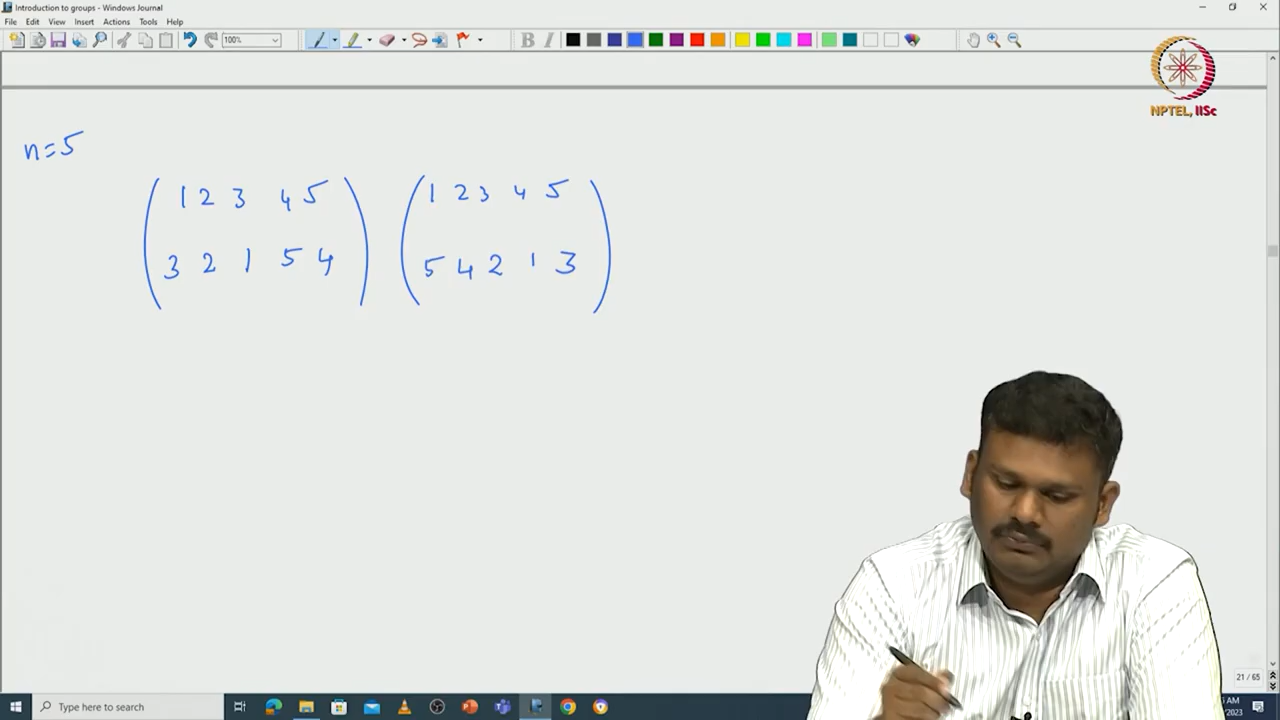 Introduction to groups - Windows Journal
File Edit View Insert Actions Tools Help
100%
B I
NPTEL, IISc
n=5
( 1 2 3 4 5 ) ( 1 2 3 4 5 )
( 3 2 1 5 4 ) ( 5 4 2 1 3 )
21 / 65
Type here to search